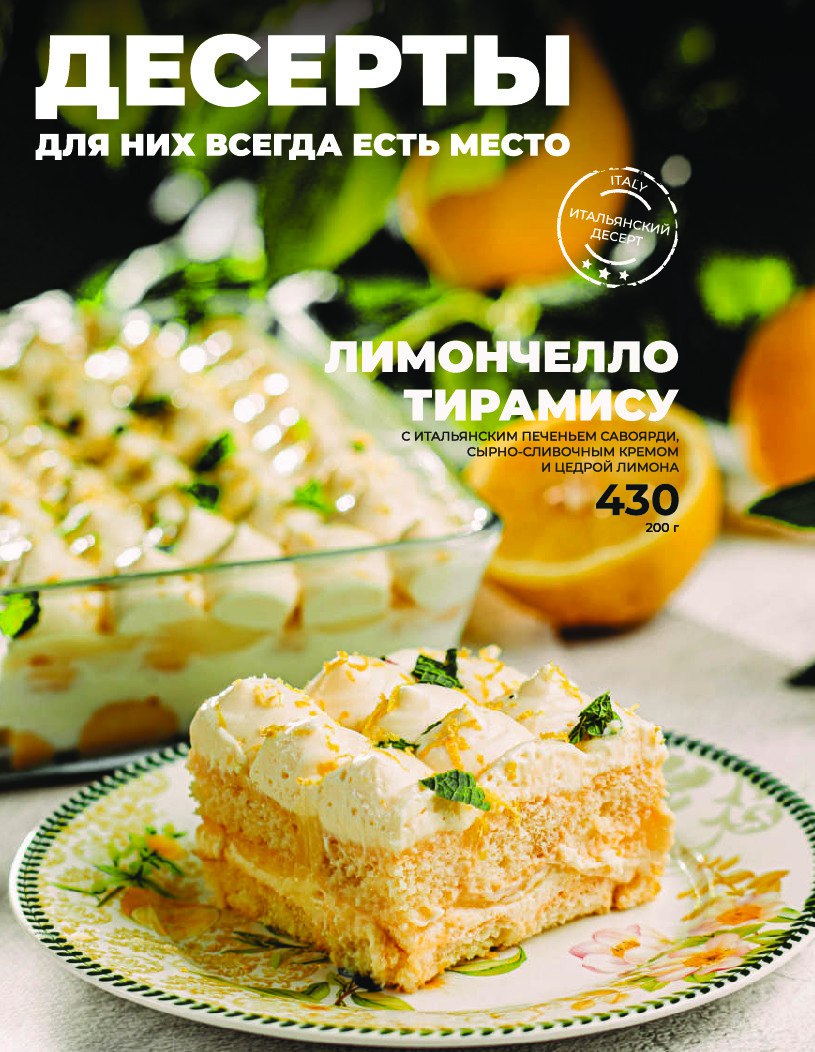 ДЕСЕРТЫ
ДЛЯ НИХ ВСЕГДА ЕСТЬ МЕСТО
ITALY
ИТАЛЬЯНСКИЙ
ДЕСЕРТ
ЛИМОНЧЕЛЛО
ТИРАМИСУ
С ИТАЛЬЯНСКИМ ПЕЧЕНЬЕМ САВОЯРДИ,
СЫРНО-СЛИВОЧНЫМ КРЕМОМ
И ЦЕДРОЙ ЛИМОНА
430
200 г